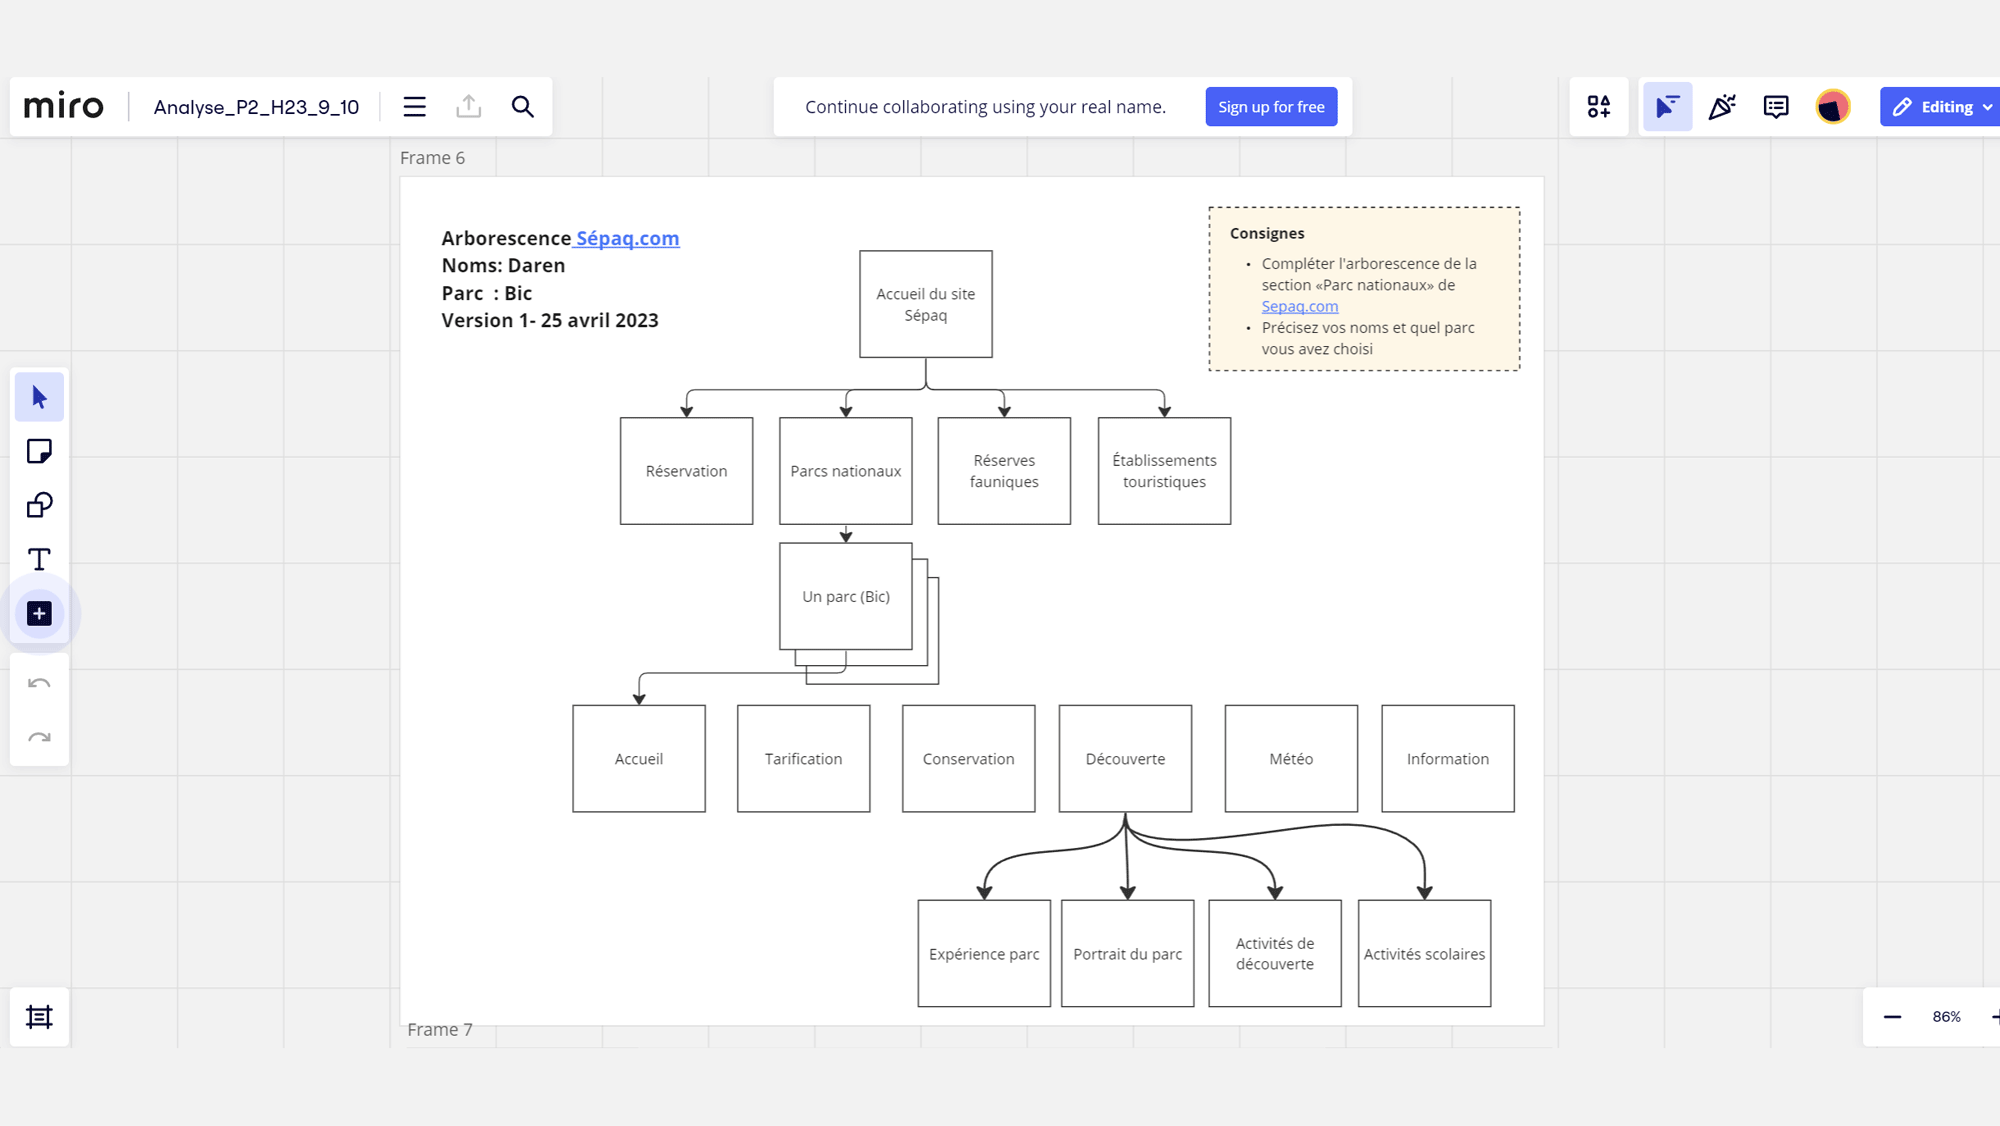 miro
Analyse_P2_H23_9_10
Continue collaborating using your real name.
Sign up for free
Editing
Frame 6
Arborescence Sépaq.com
Noms: Daren
Parc : Bic
Version 1- 25 avril 2023
Consignes
• Compléter l'arborescence de la
section «Parc nationaux» de
Sepaq.com
• Précisez vos noms et quel parc
vous avez choisi
Accueil du site
Sépaq
Réservation
Parcs nationaux
Réserves
fauniques
Établissements
touristiques
Un parc (Bic)
Accueil
Tarification
Conservation
Découverte
Météo
Information
Expérience parc
Portrait du parc
Activités de
découverte
Activités scolaires
Frame 7
86%